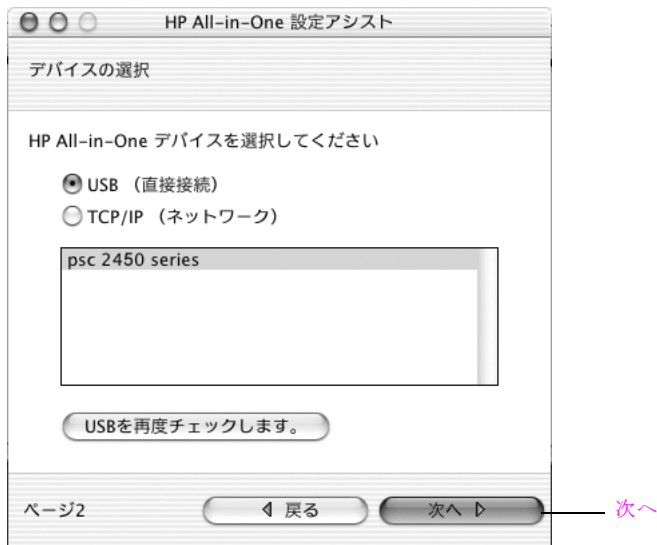 HP All-in-One 設定アシスト
デバイスの選択
HP All-in-One デバイスを選択してください
USB （直接接続）
TCP/IP （ネットワーク）
psc 2450 series
USBを再度チェックします。
ページ2
戻る
次へ
次へ